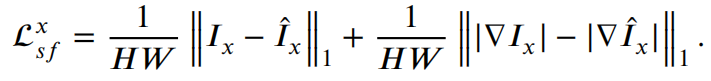 $\mathcal{L}_{sf}^{x} = \frac{1}{HW} \left\| I_x - \hat{I}_x \right\|_1 + \frac{1}{HW} \left\| |\nabla I_x| - |\nabla \hat{I}_x| \right\|_1 .$